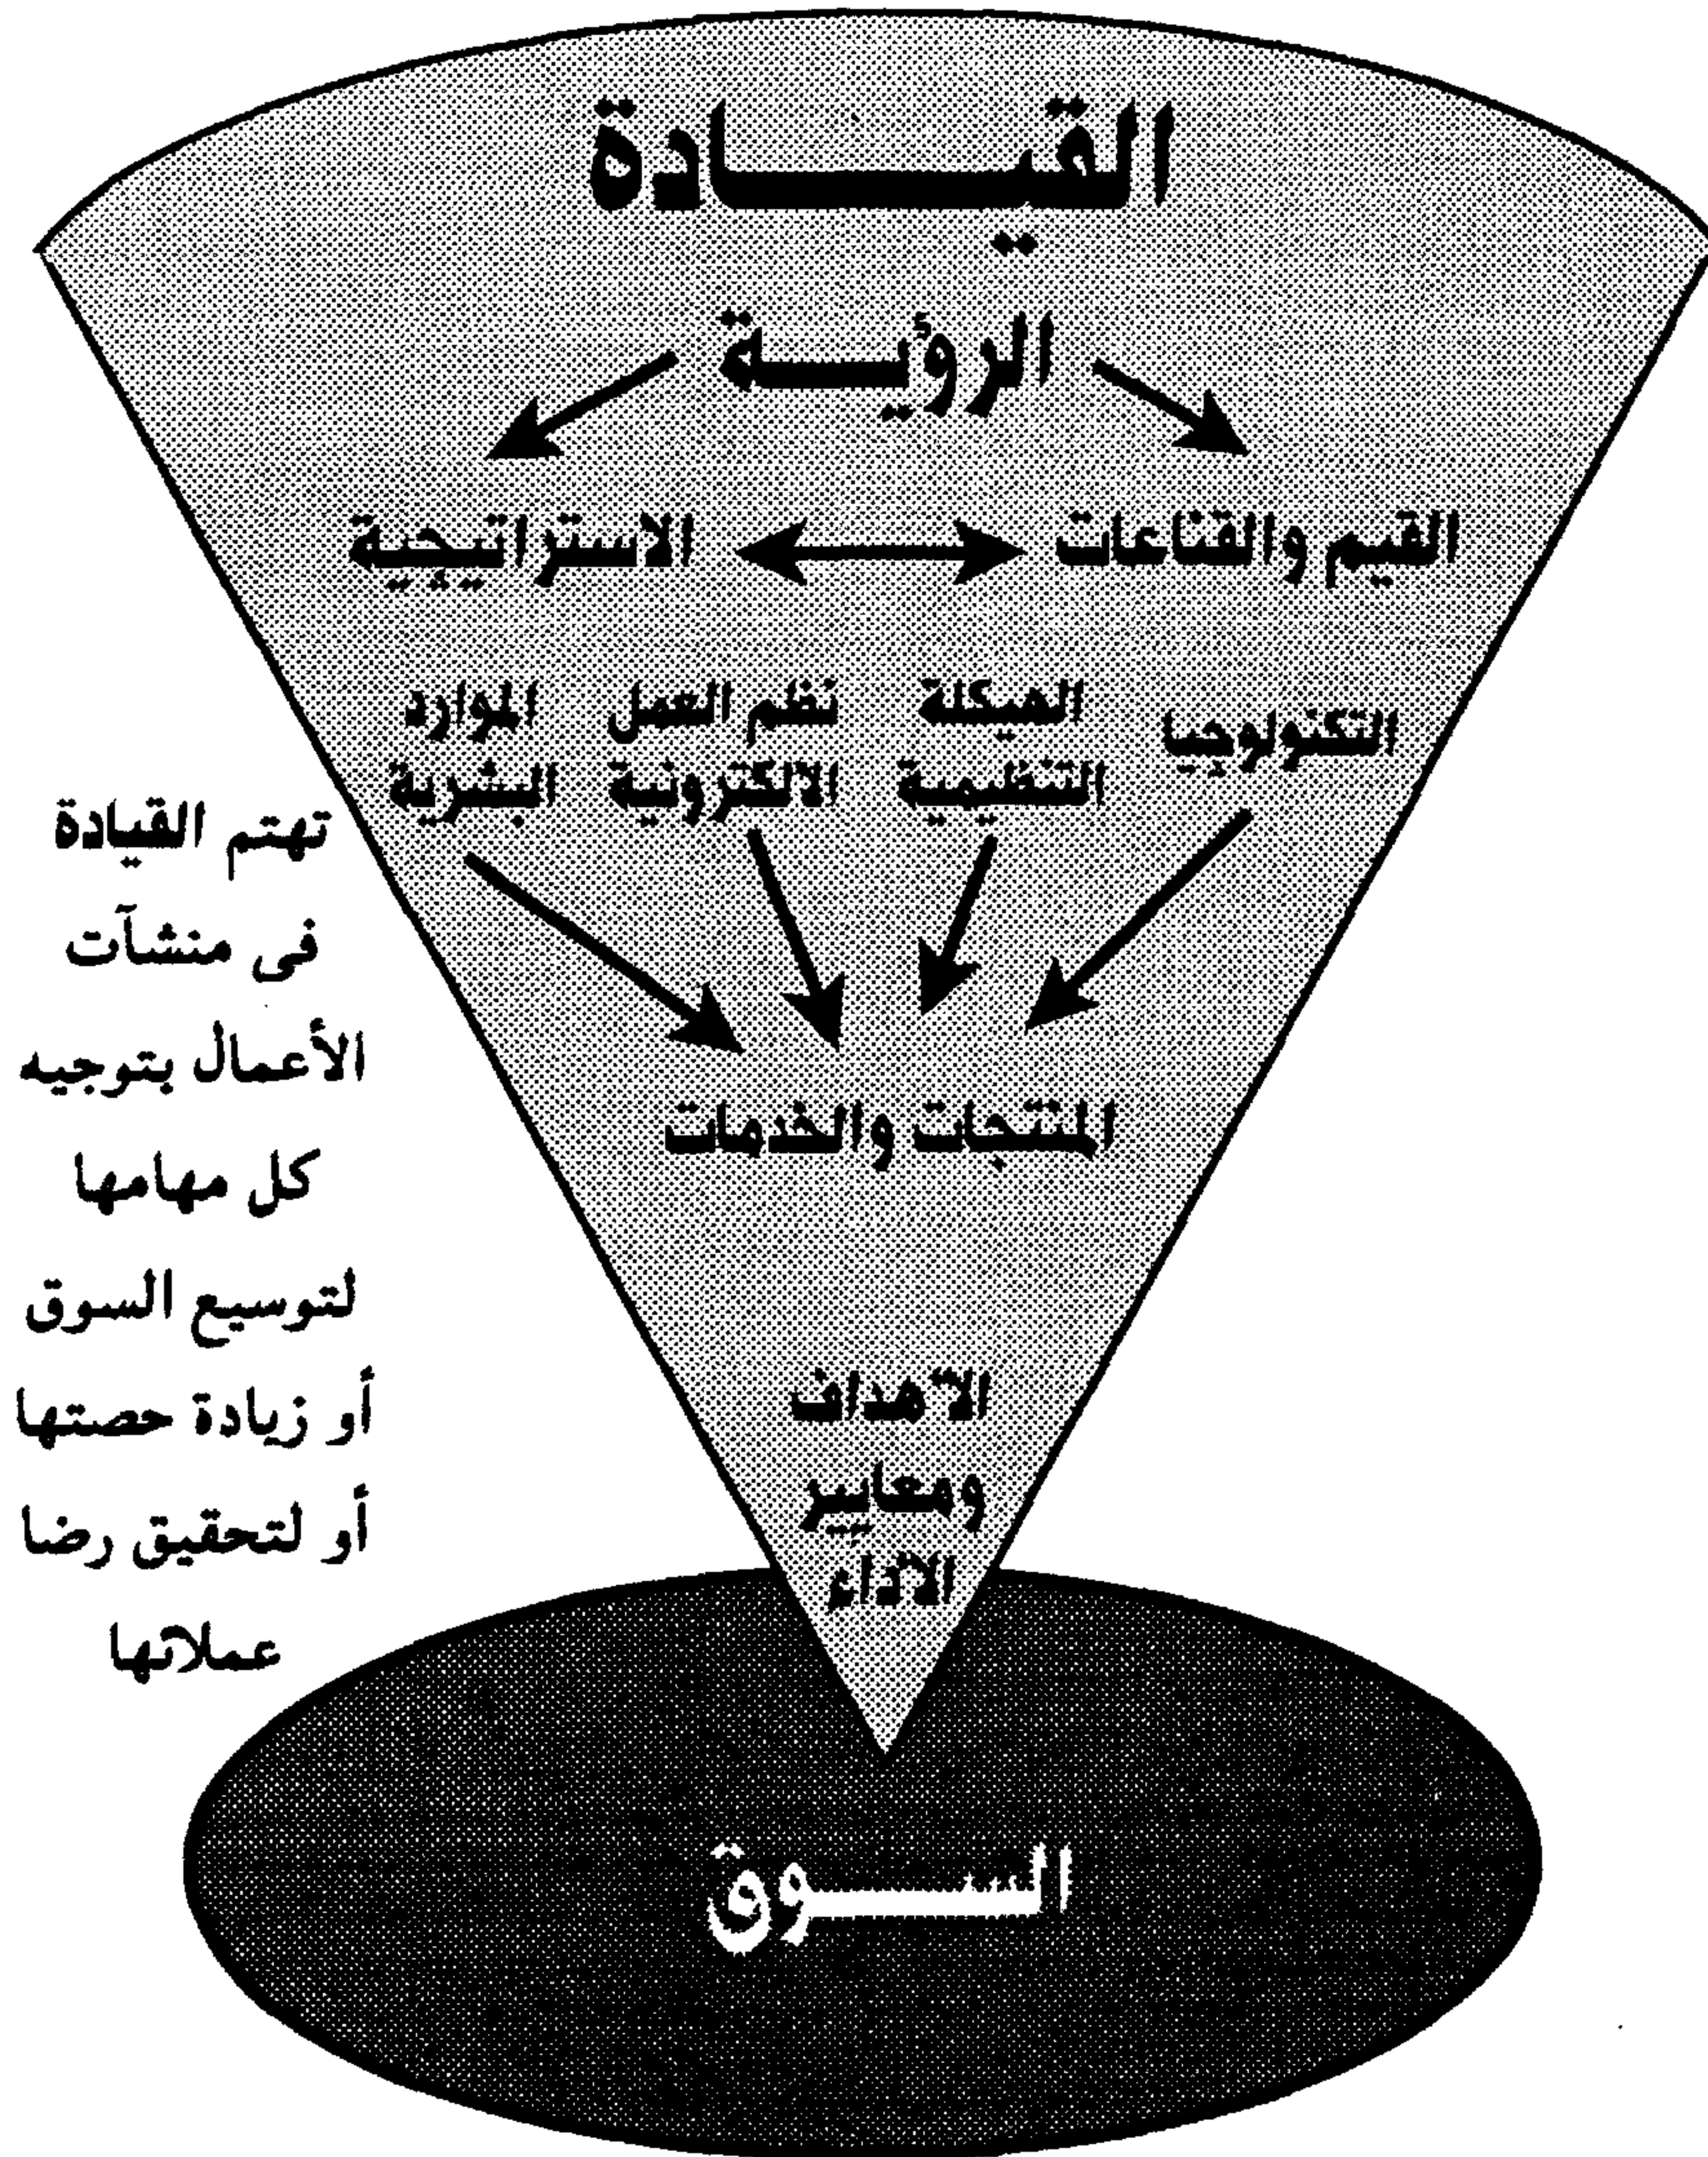 القيادة
الرؤية
القيم والقناعات
الاستراتيجية
التكنولوجيا
الهيكلة
التنظيمية
نظم العمل
الالكترونية
الموارد
البشرية
المنتجات والخدمات
الأهداف
ومعايير
الأداء
السوق
تهتم القيادة
فى منشآت
الأعمال بتوجيه
كل مهامها
لتوسيع السوق
أو زيادة حصتها
أو لتحقيق رضا
عملائها